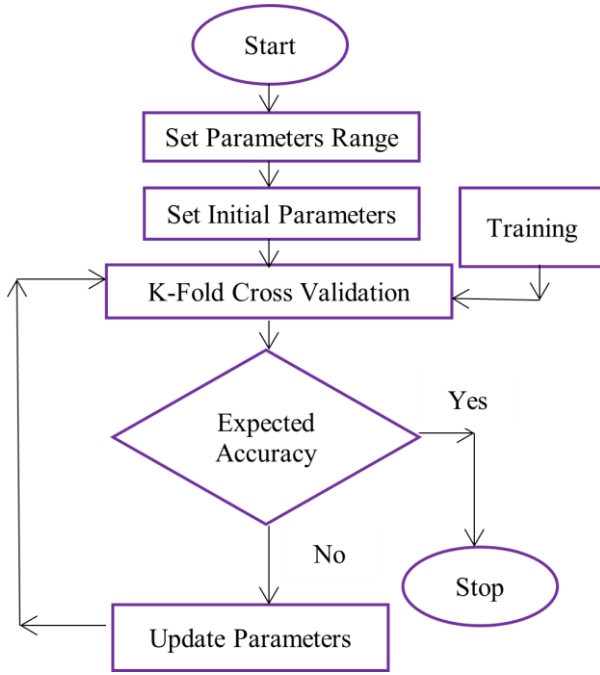 Start
Set Parameters Range
Set Initial Parameters
Training
K-Fold Cross Validation
Expected
Accuracy
Yes
No
Stop
Update Parameters